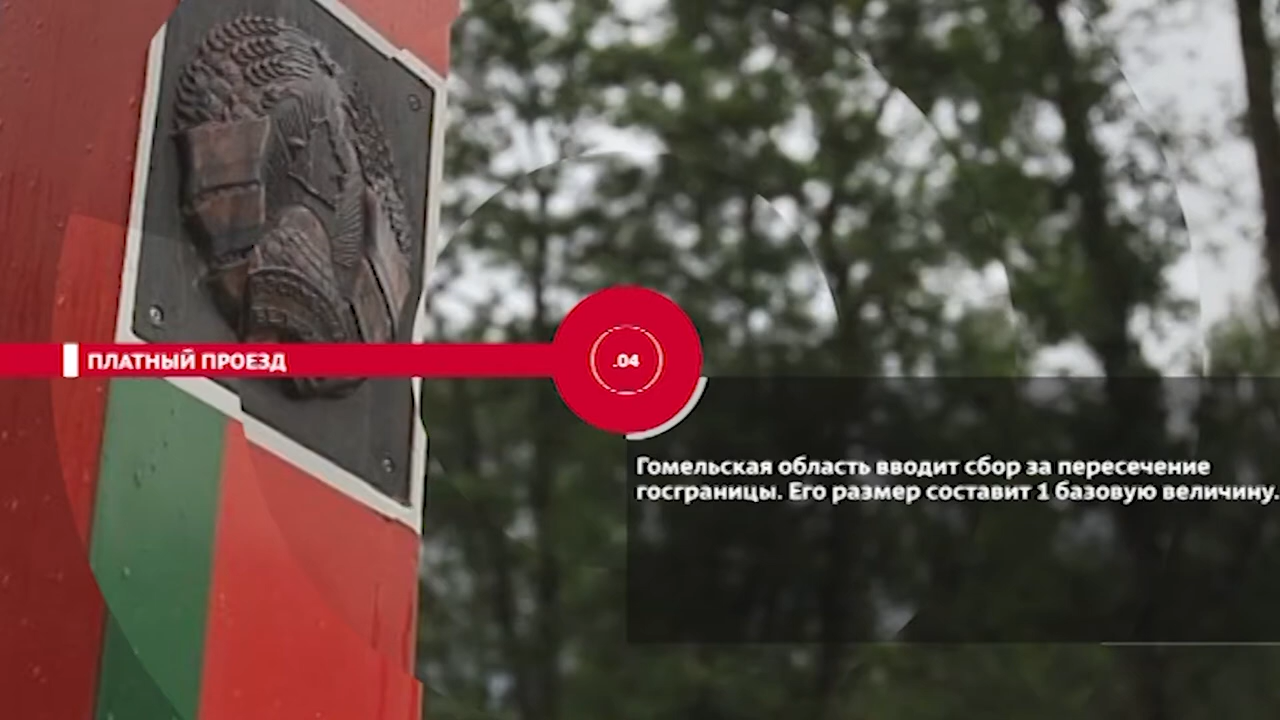 ПЛАТНЫЙ ПРОЕЗД
.04
Гомельская область вводит сбор за пересечение
госграницы. Его размер составит 1 базовую величину.